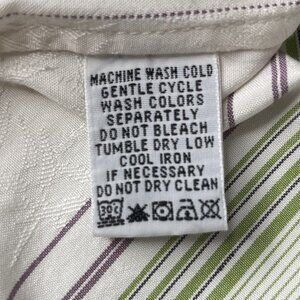 MACHINE WASH COLD
GENTLE CYCLE
WASH COLORS
SEPARATELY
DO NOT BLEACH
TUMBLE DRY LOW
COOL IRON
IF NECESSARY
DO NOT DRY CLEAN
30C